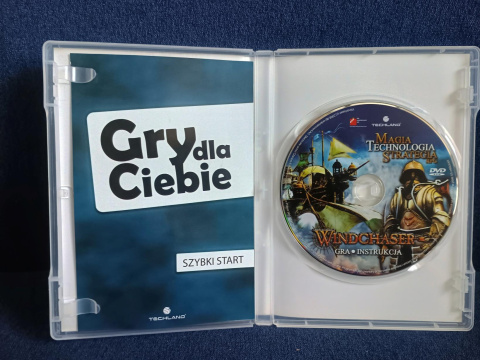 Gry dla
Ciebie
SZYBKI START
TECHLAND
TECHLAND
MAGIA
TECHNOLOGIA
STRATEGIA
DVD
WINDCHASER
GRA • INSTRUKCJA